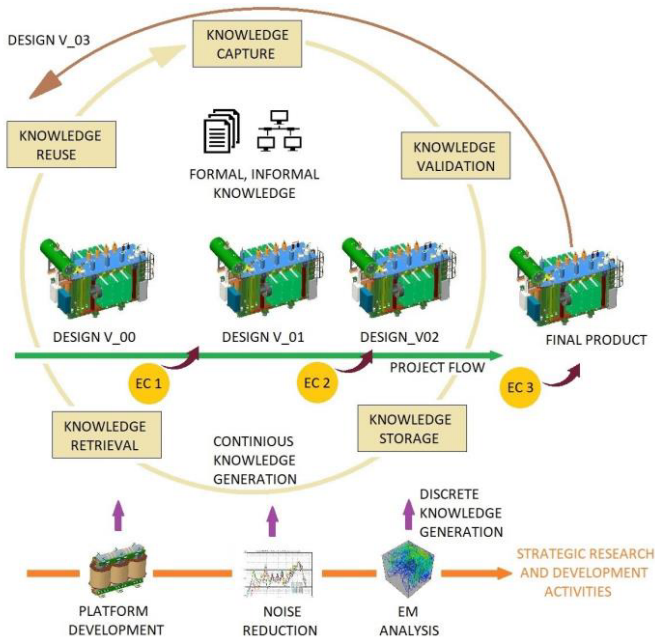 DESIGN V_03
KNOWLEDGE
CAPTURE
KNOWLEDGE
REUSE
KNOWLEDGE
VALIDATION
FORMAL, INFORMAL
KNOWLEDGE
DESIGN V_00
DESIGN V_01
DESIGN_V02
FINAL PRODUCT
PROJECT FLOW
EC 1
EC 2
EC 3
KNOWLEDGE
RETRIEVAL
KNOWLEDGE
STORAGE
CONTINIOUS
KNOWLEDGE
GENERATION
DISCRETE
KNOWLEDGE
GENERATION
STRATEGIC RESEARCH
AND DEVELOPMENT
ACTIVITIES
PLATFORM
DEVELOPMENT
NOISE
REDUCTION
EM
ANALYSIS